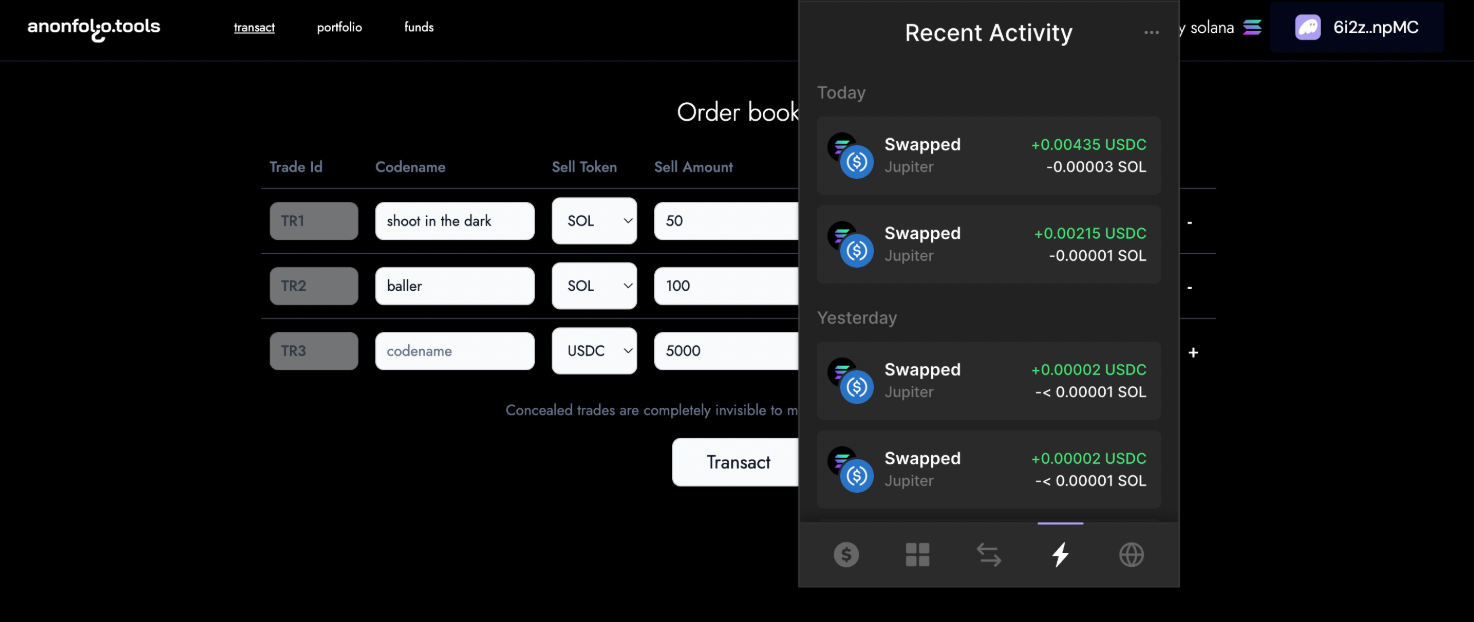 anonfolio.tools
transact portfolio funds
y solana
6i2z..npMC
Order book
Trade Id Codename Sell Token Sell Amount
TR1 shoot in the dark SOL 50 -
TR2 baller SOL 100 -
TR3 codename USDC 5000 +
Concealed trades are completely invisible to m
Transact
Recent Activity
Today
Swapped +0.00435 USDC
Jupiter -0.00003 SOL
Swapped +0.00215 USDC
Jupiter -0.00001 SOL
Yesterday
Swapped +0.00002 USDC
Jupiter -< 0.00001 SOL
Swapped +0.00002 USDC
Jupiter -< 0.00001 SOL